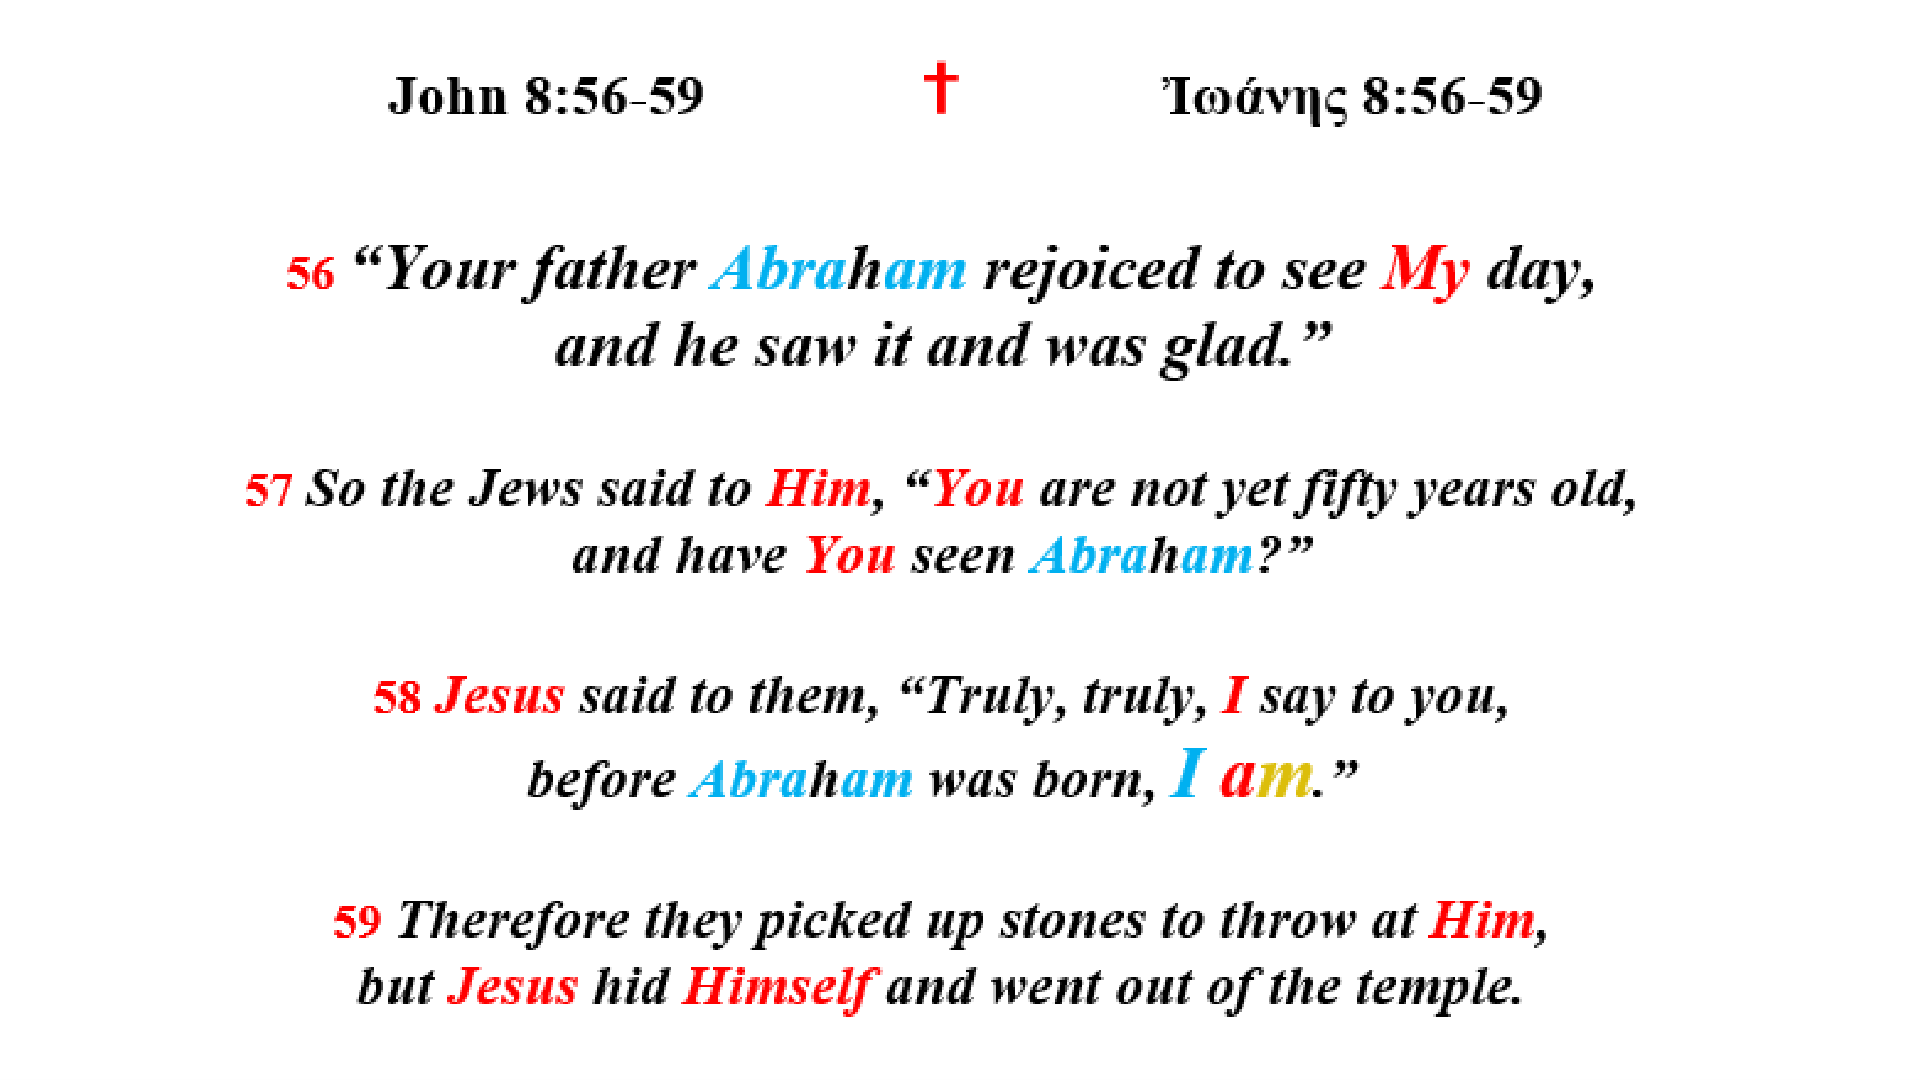 John 8:56-59 ✝ Ἰωάνης 8:56-59
56 “Your father Abraham rejoiced to see My day,
and he saw it and was glad.”
57 So the Jews said to Him, “You are not yet fifty years old,
and have You seen Abraham?”
58 Jesus said to them, “Truly, truly, I say to you,
before Abraham was born, I am.”
59 Therefore they picked up stones to throw at Him,
but Jesus hid Himself and went out of the temple.